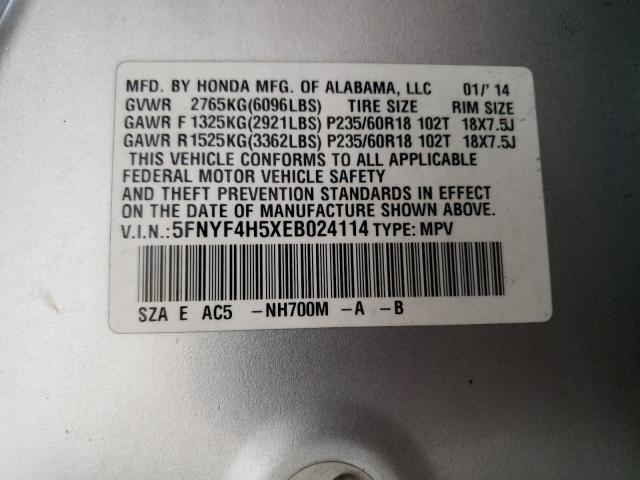 MFD. BY HONDA MFG. OF ALABAMA, LLC 01/'14
GVWR 2765KG(6096LBS) TIRE SIZE RIM SIZE
GAWR F 1325KG(2921LBS) P235/60R18 102T 18X7.5J
GAWR R 1525KG(3362LBS) P235/60R18 102T 18X7.5J
THIS VEHICLE CONFORMS TO ALL APPLICABLE
FEDERAL MOTOR VEHICLE SAFETY
AND THEFT PREVENTION STANDARDS IN EFFECT
ON THE DATE OF MANUFACTURE SHOWN ABOVE.
V.I.N.:5FNYF4H5XEB024114 TYPE: MPV
SZA E AC5 -NH700M -A -B